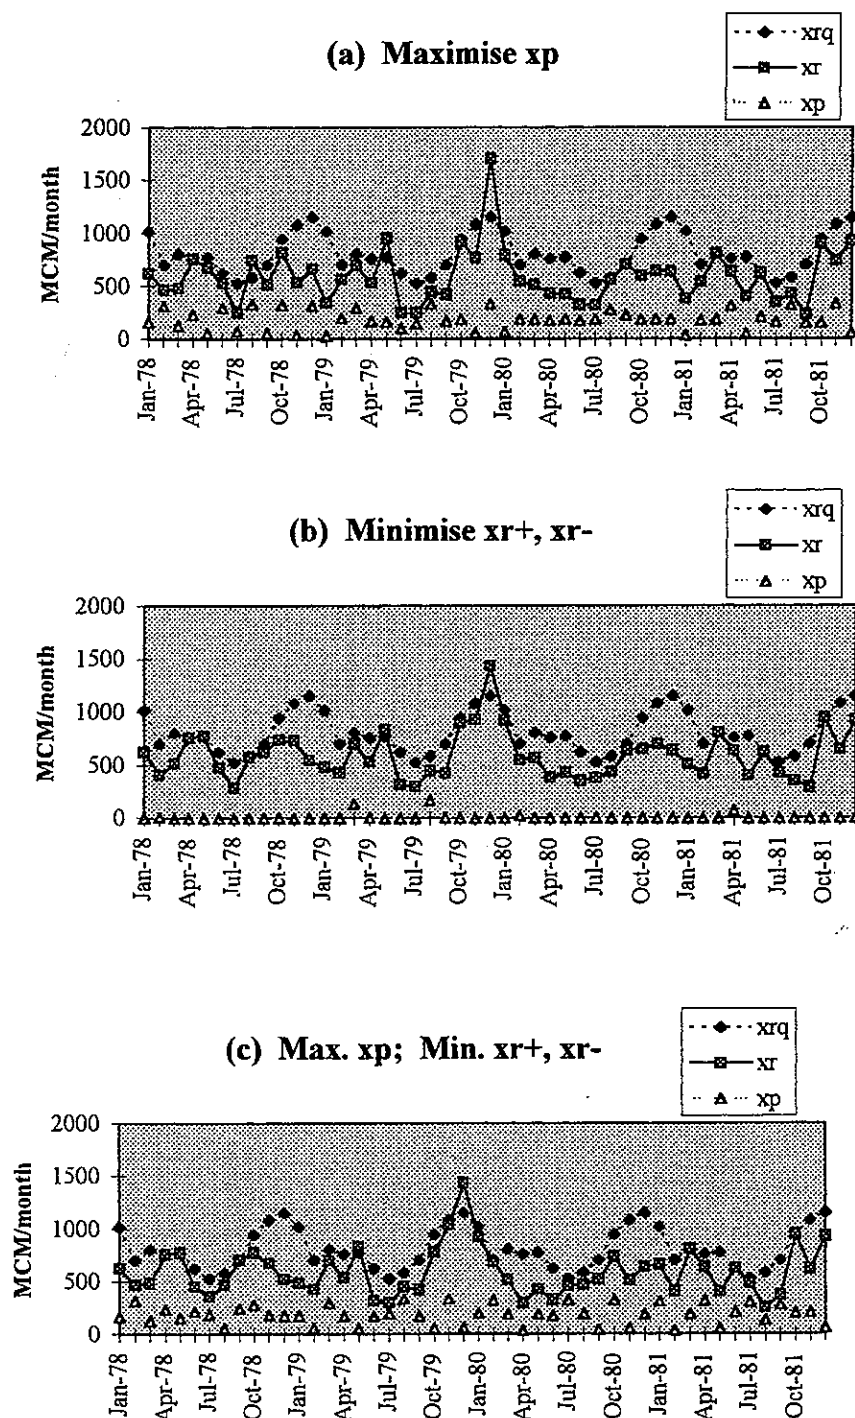 (a) Maximise xp
xrq
xr
xp
MCM/month
2000
1500
1000
500
0
Jan-78
Apr-78
Jul-78
Oct-78
Jan-79
Apr-79
Jul-79
Oct-79
Jan-80
Apr-80
Jul-80
Oct-80
Jan-81
Apr-81
Jul-81
Oct-81
(b) Minimise xr+, xr-
xrq
xr
xp
MCM/month
2000
1500
1000
500
0
Jan-78
Apr-78
Jul-78
Oct-78
Jan-79
Apr-79
Jul-79
Oct-79
Jan-80
Apr-80
Jul-80
Oct-80
Jan-81
Apr-81
Jul-81
Oct-81
(c) Max. xp; Min. xr+, xr-
xrq
xr
xp
MCM/month
2000
1500
1000
500
0
Jan-78
Apr-78
Jul-78
Oct-78
Jan-79
Apr-79
Jul-79
Oct-79
Jan-80
Apr-80
Jul-80
Oct-80
Jan-81
Apr-81
Jul-81
Oct-81